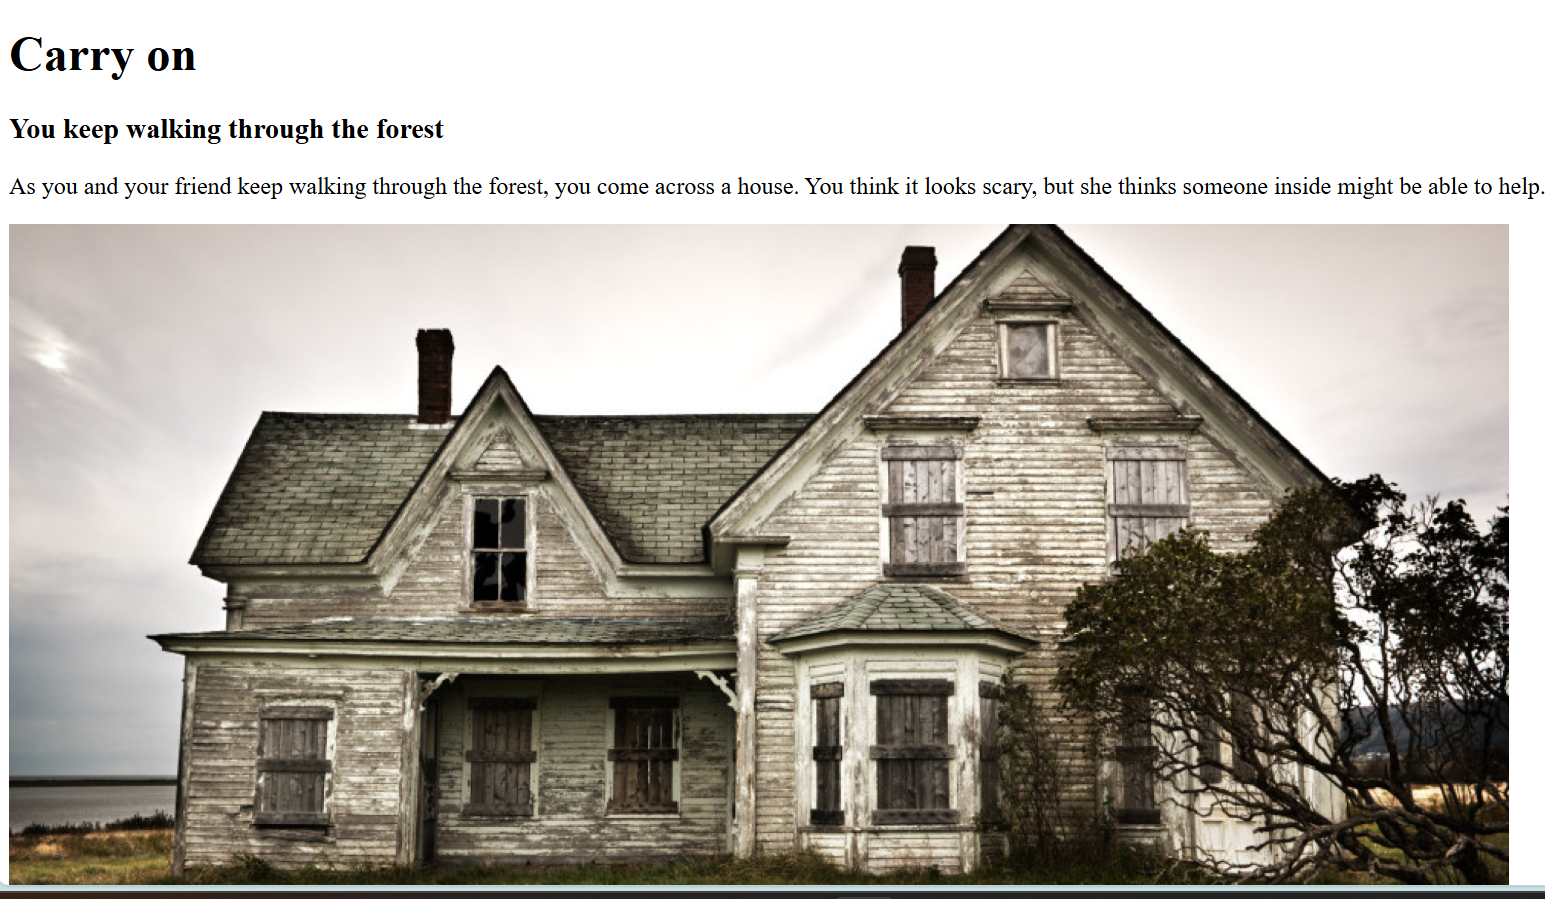 Carry on
You keep walking through the forest
As you and your friend keep walking through the forest, you come across a house. You think it looks scary, but she thinks someone inside might be able to help.